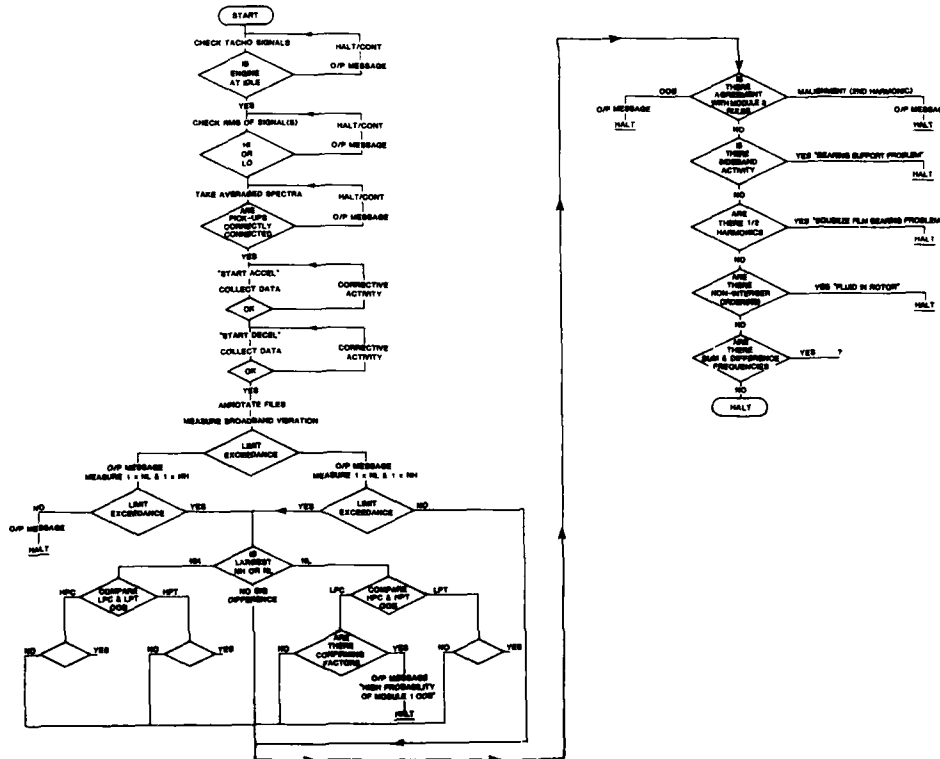 START
CHECK TACHO SIGNALS
HALT/CONT
O/P MESSAGE
IS
ENGINE
AT IDLE
YES
CHECK RMS OF SIGNAL(S)
HALT/CONT
O/P MESSAGE
HI
OR
LO
TAKE AVERAGED SPECTRA
HALT/CONT
O/P MESSAGE
ARE
PICK-UPS
CORRECTLY
CONNECTED
YES
"START ACCEL"
COLLECT DATA
CORRECTIVE
ACTIVITY
OK
"START DECEL"
COLLECT DATA
CORRECTIVE
ACTIVITY
OK
YES
ANNOTATE FILES
MEASURE BROADBAND VIBRATION
LIMIT
EXCEEDANCE
O/P MESSAGE
MEASURE 1 x NL & 1 x NH
O/P MESSAGE
MEASURE 1 x NL & 1 x NH
NO
LIMIT
EXCEEDANCE
YES
YES
LIMIT
EXCEEDANCE
NO
O/P MESSAGE
HALT
NH
IS
LARGEST
NH OR NL
NL
NO BIG
DIFFERENCE
HPC
COMPARE
LPC & LPT
OOB
HPT
LPC
COMPARE
HPC & HPT
OOB
LPT
NO
YES
NO
YES
NO
ARE
THERE
CONFIRMING
FACTORS
YES
NO
YES
O/P MESSAGE
"HIGH PROBABILITY
OF MODULE 1 OOB"
HALT
OOB
IS
THERE
AGREEMENT
WITH MODULE 2
RULES
MALIGNMENT (2ND HARMONIC)
O/P MESSAGE
HALT
O/P MESSAGE
HALT
NO
IS
THERE
SIDEBAND
ACTIVITY
YES "BEARING SUPPORT PROBLEM"
HALT
NO
ARE
THERE 1/2
HARMONICS
YES "SQUEEZE FILM BEARING PROBLEM
HALT
NO
ARE
THERE
NON-INTERGER
ORDERS
YES "FLUID IN ROTOR"
HALT
NO
ARE
THERE
SUM & DIFFERENCE
FREQUENCIES
YES ?
NO
HALT